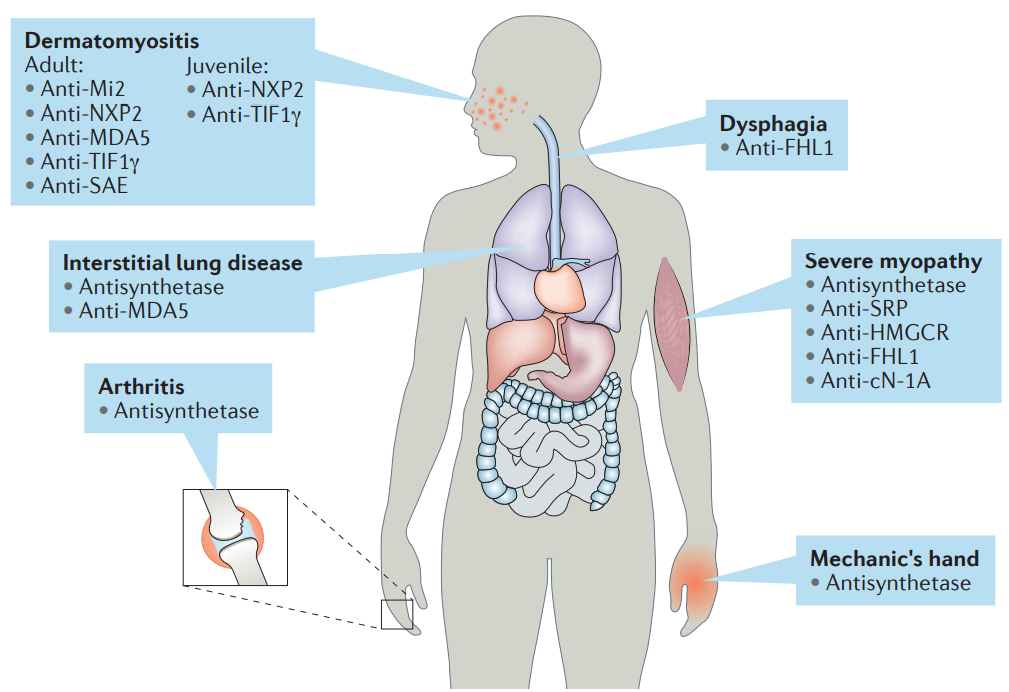 Dermatomyositis
Adult:
• Anti-Mi2
• Anti-NXP2
• Anti-MDA5
• Anti-TIF1γ
• Anti-SAE
Juvenile:
• Anti-NXP2
• Anti-TIF1γ
Dysphagia
• Anti-FHL1
Interstitial lung disease
• Antisynthetase
• Anti-MDA5
Severe myopathy
• Antisynthetase
• Anti-SRP
• Anti-HMGCR
• Anti-FHL1
• Anti-cN-1A
Arthritis
• Antisynthetase
Mechanic's hand
• Antisynthetase